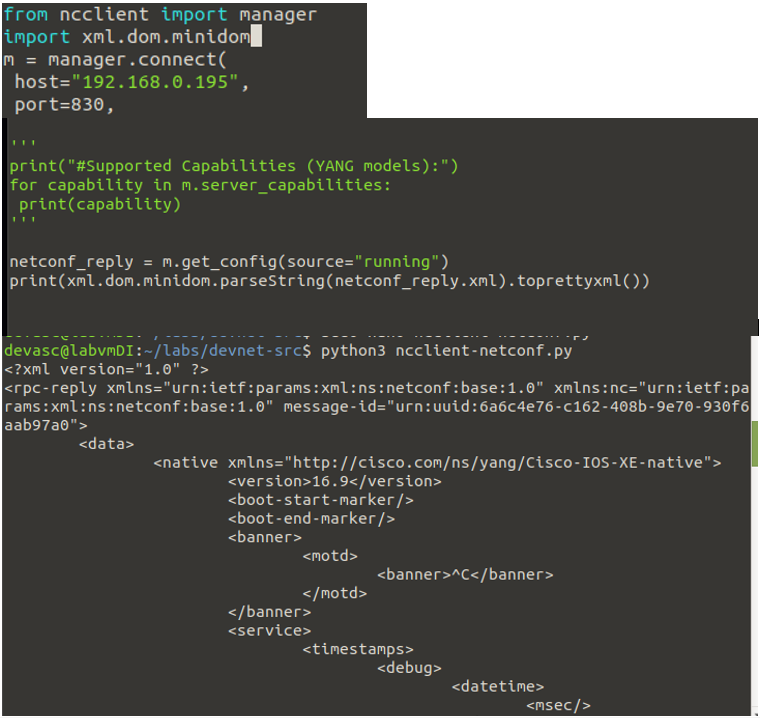 from ncclient import manager
import xml.dom.minidom
m = manager.connect(
 host="192.168.0.195",
 port=830,
'''
print("#Supported Capabilities (YANG models):")
for capability in m.server_capabilities:
 print(capability)
'''
netconf_reply = m.get_config(source="running")
print(xml.dom.minidom.parseString(netconf_reply.xml).toprettyxml())
devasc@labvmDI:~/labs/devnet-src$ python3 ncclient-netconf.py
<?xml version="1.0" ?>
<rpc-reply xmlns="urn:ietf:params:xml:ns:netconf:base:1.0" xmlns:nc="urn:ietf:pa
rams:xml:ns:netconf:base:1.0" message-id="urn:uuid:6a6c4e76-c162-408b-9e70-930f6
aab97a0">
	<data>
		<native xmlns="http://cisco.com/ns/yang/Cisco-IOS-XE-native">
			<version>16.9</version>
			<boot-start-marker/>
			<boot-end-marker/>
			<banner>
				<motd>
					<banner>^C</banner>
				</motd>
			</banner>
			<service>
				<timestamps>
					<debug>
						<datetime>
							<msec/>